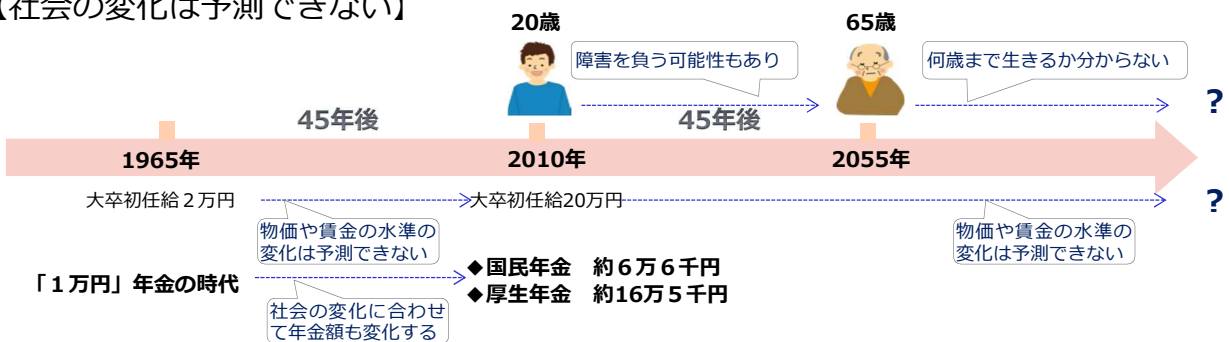 【社会の変化は予測できない】
20歳
65歳
障害を負う可能性もあり
何歳まで生きるか分からない
?
45年後
45年後
1965年
2010年
2055年
大卒初任給２万円
大卒初任給20万円
?
物価や賃金の水準の
変化は予測できない
物価や賃金の水準の
変化は予測できない
「１万円」年金の時代
◆国民年金　約６万６千円
◆厚生年金　約16万５千円
社会の変化に合わせ
て年金額も変化する